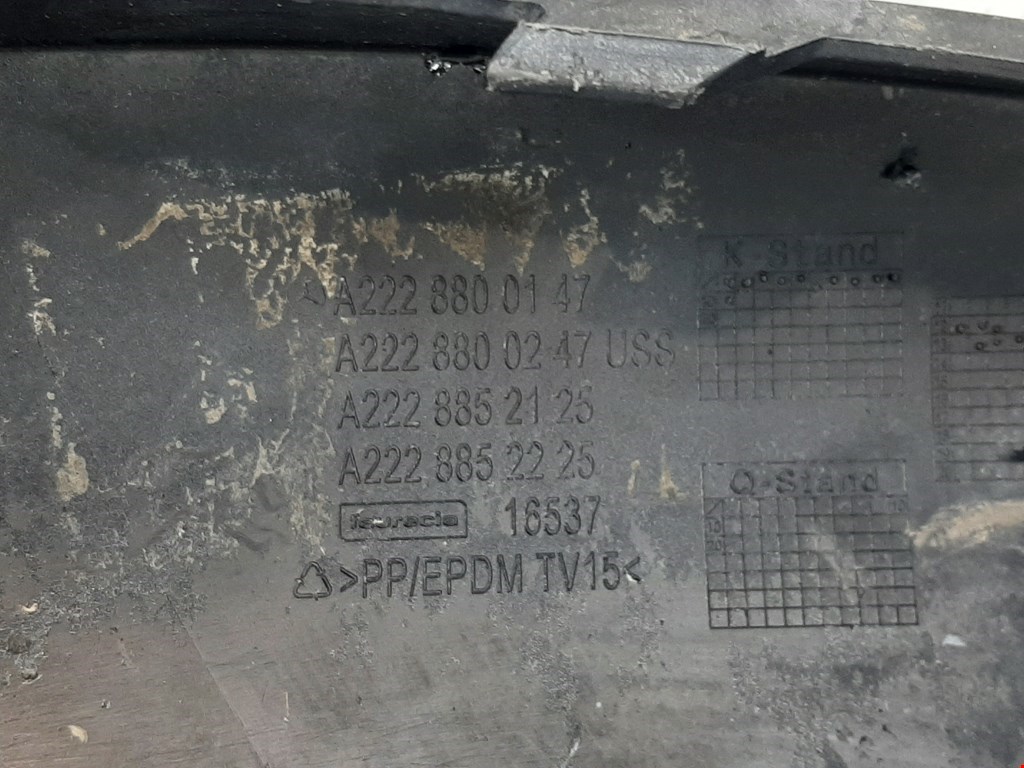 A222 880 01 47
A222 880 02 47 USS
A222 885 21 25
A222 885 22 25
faurecia 16537
>PP/EPDM TV15<
K-Stand
Q-Stand